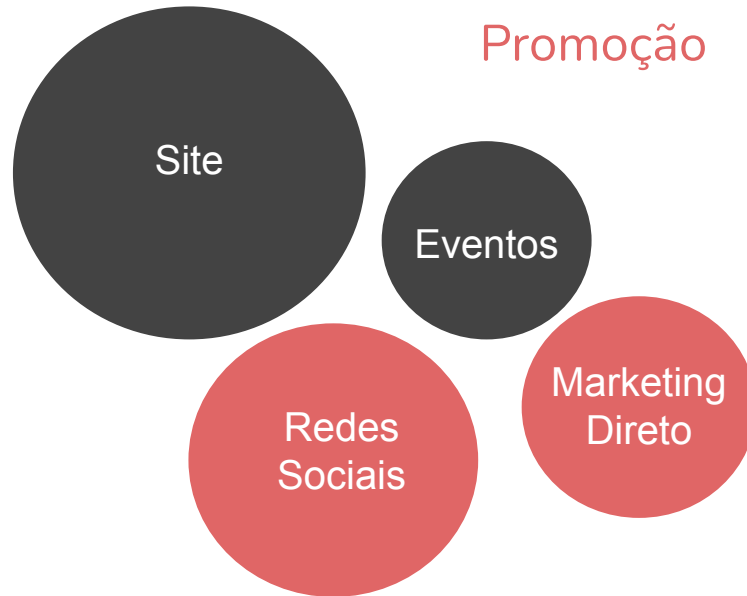 Promoção
Site
Eventos
Marketing
Direto
Redes
Sociais